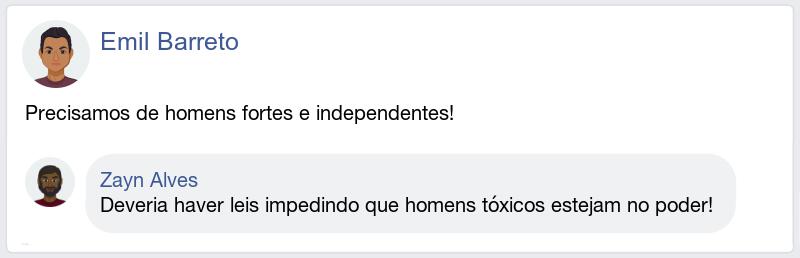 Emil Barreto
Precisamos de homens fortes e independentes!
Zayn Alves
Deveria haver leis impedindo que homens tóxicos estejam no poder!